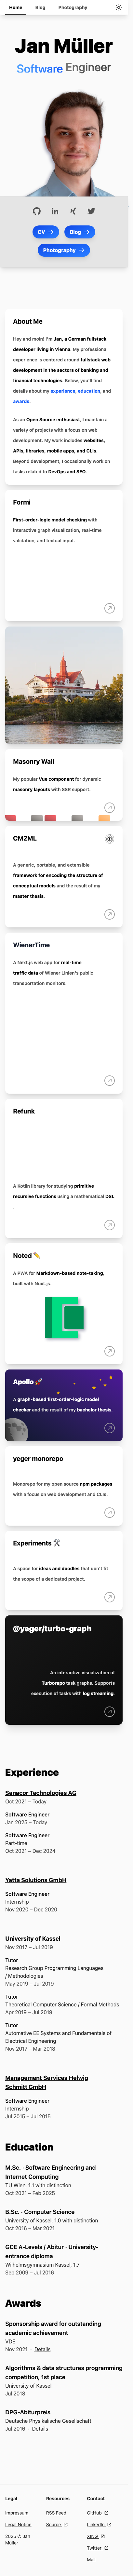 Home Blog Photography
Jan Müller
Software Engineer
CV →
Blog →
Photography →
About Me
Hey and moin! I'm Jan, a German fullstack
developer living in Vienna. My professional
experience is centered around fullstack web
development in the sectors of banking and
financial technologies. Below, you'll find
details about my experience, education, and
awards.
As an Open Source enthusiast, I maintain a
variety of projects with a focus on web
development. My work includes websites,
APIs, libraries, mobile apps, and CLIs.
Beyond development, I occasionally work on
tasks related to DevOps and SEO.
Formi
First-order-logic model checking with
interactive graph visualization, real-time
validation, and textual input.
Masonry Wall
My popular Vue component for dynamic
masonry layouts with SSR support.
CM2ML
A generic, portable, and extensible
framework for encoding the structure of
conceptual models and the result of my
master thesis.
WienerTime
A Next.js web app for real-time
traffic data of Wiener Linien's public
transportation monitors.
Refunk
A Kotlin library for studying primitive
recursive functions using a mathematical DSL
.
Noted ✏️
A PWA for Markdown-based note-taking,
built with Nuxt.js.
Apollo 🚀
A graph-based first-order-logic model
checker and the result of my bachelor thesis.
yeger monorepo
Monorepo for my open source npm packages
with a focus on web development and CLIs.
Experiments 🛠️
A space for ideas and doodles that don't fit
the scope of a dedicated project.
@yeger/turbo-graph
An interactive visualization of
Turborepo task graphs. Supports
execution of tasks with log streaming.
Experience
Senacor Technologies AG
Oct 2021 – Today
Software Engineer
Jan 2025 – Today
Software Engineer
Part-time
Oct 2021 – Dec 2024
Yatta Solutions GmbH
Software Engineer
Internship
Nov 2020 – Dec 2020
University of Kassel
Nov 2017 – Jul 2019
Tutor
Research Group Programming Languages
/ Methodologies
May 2019 – Jul 2019
Tutor
Theoretical Computer Science / Formal Methods
Apr 2019 – Jul 2019
Tutor
Automative EE Systems and Fundamentals of
Electrical Engineering
Nov 2017 – Mar 2018
Management Services Helwig
Schmitt GmbH
Software Engineer
Internship
Jul 2015 – Jul 2015
Education
M.Sc. · Software Engineering and
Internet Computing
TU Wien, 1.1 with distinction
Oct 2021 – Feb 2025
B.Sc. · Computer Science
University of Kassel, 1.0 with distinction
Oct 2016 – Mar 2021
GCE A-Levels / Abitur · University-
entrance diploma
Wilhelmsgymnasium Kassel, 1.7
Sep 2009 – Jul 2016
Awards
Sponsorship award for outstanding
academic achievement
VDE
Nov 2021 · Details
Algorithms & data structures programming
competition, 1st place
University of Kassel
Jul 2018
DPG-Abiturpreis
Deutsche Physikalische Gesellschaft
Jul 2016 · Details
Legal
Impressum
Legal Notice
2025 © Jan
Müller
Resources
RSS Feed
Source
Contact
GitHub
LinkedIn
XING
Twitter
Mail